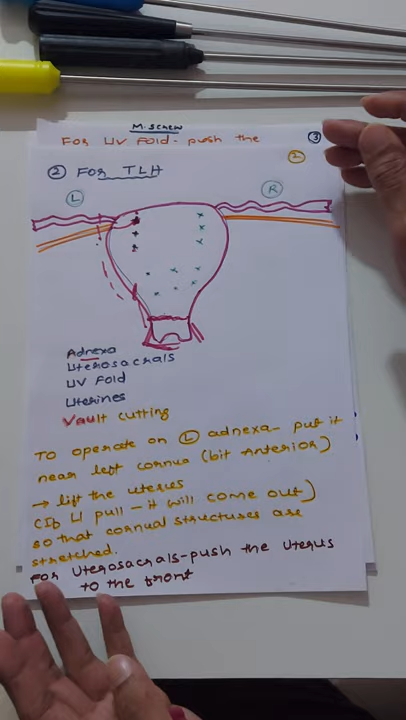 M. Screw
For UV Fold- push the
③
②
② For TLH
Ⓛ
Ⓡ
Adnexa
Uterosacrals
UV Fold
Uterines
Vault cutting
To operate on Ⓛ adnexa- put it
near left cornua (bit Anterior)
→ lift the uterus
(If U pull - it will come out)
so that cornual structures are
stretched.
For Uterosacrals-push the Uterus
to the front